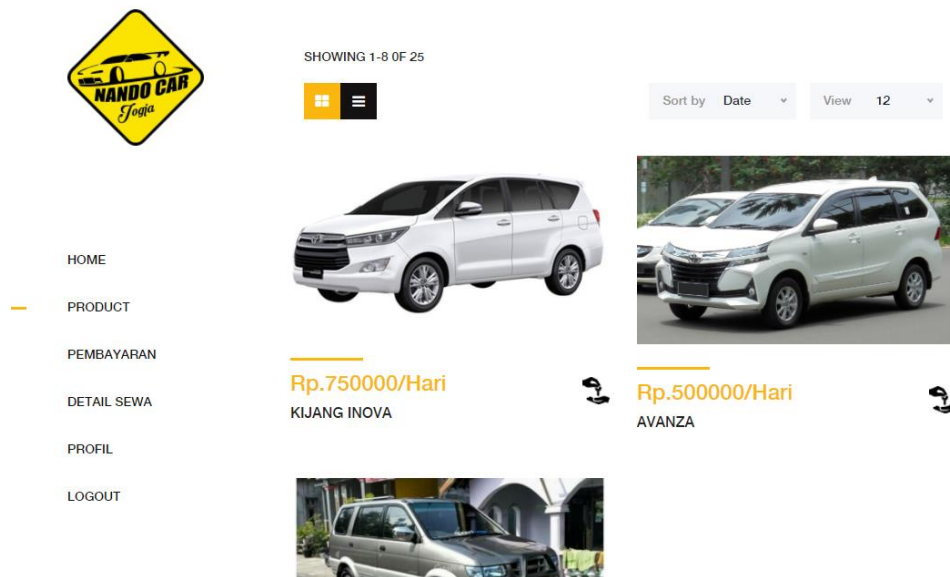 NANDO CAR
Jogja
HOME
PRODUCT
PEMBAYARAN
DETAIL SEWA
PROFIL
LOGOUT
SHOWING 1-8 0F 25
Sort by Date
View 12
Rp.750000/Hari
KIJANG INOVA
Rp.500000/Hari
AVANZA